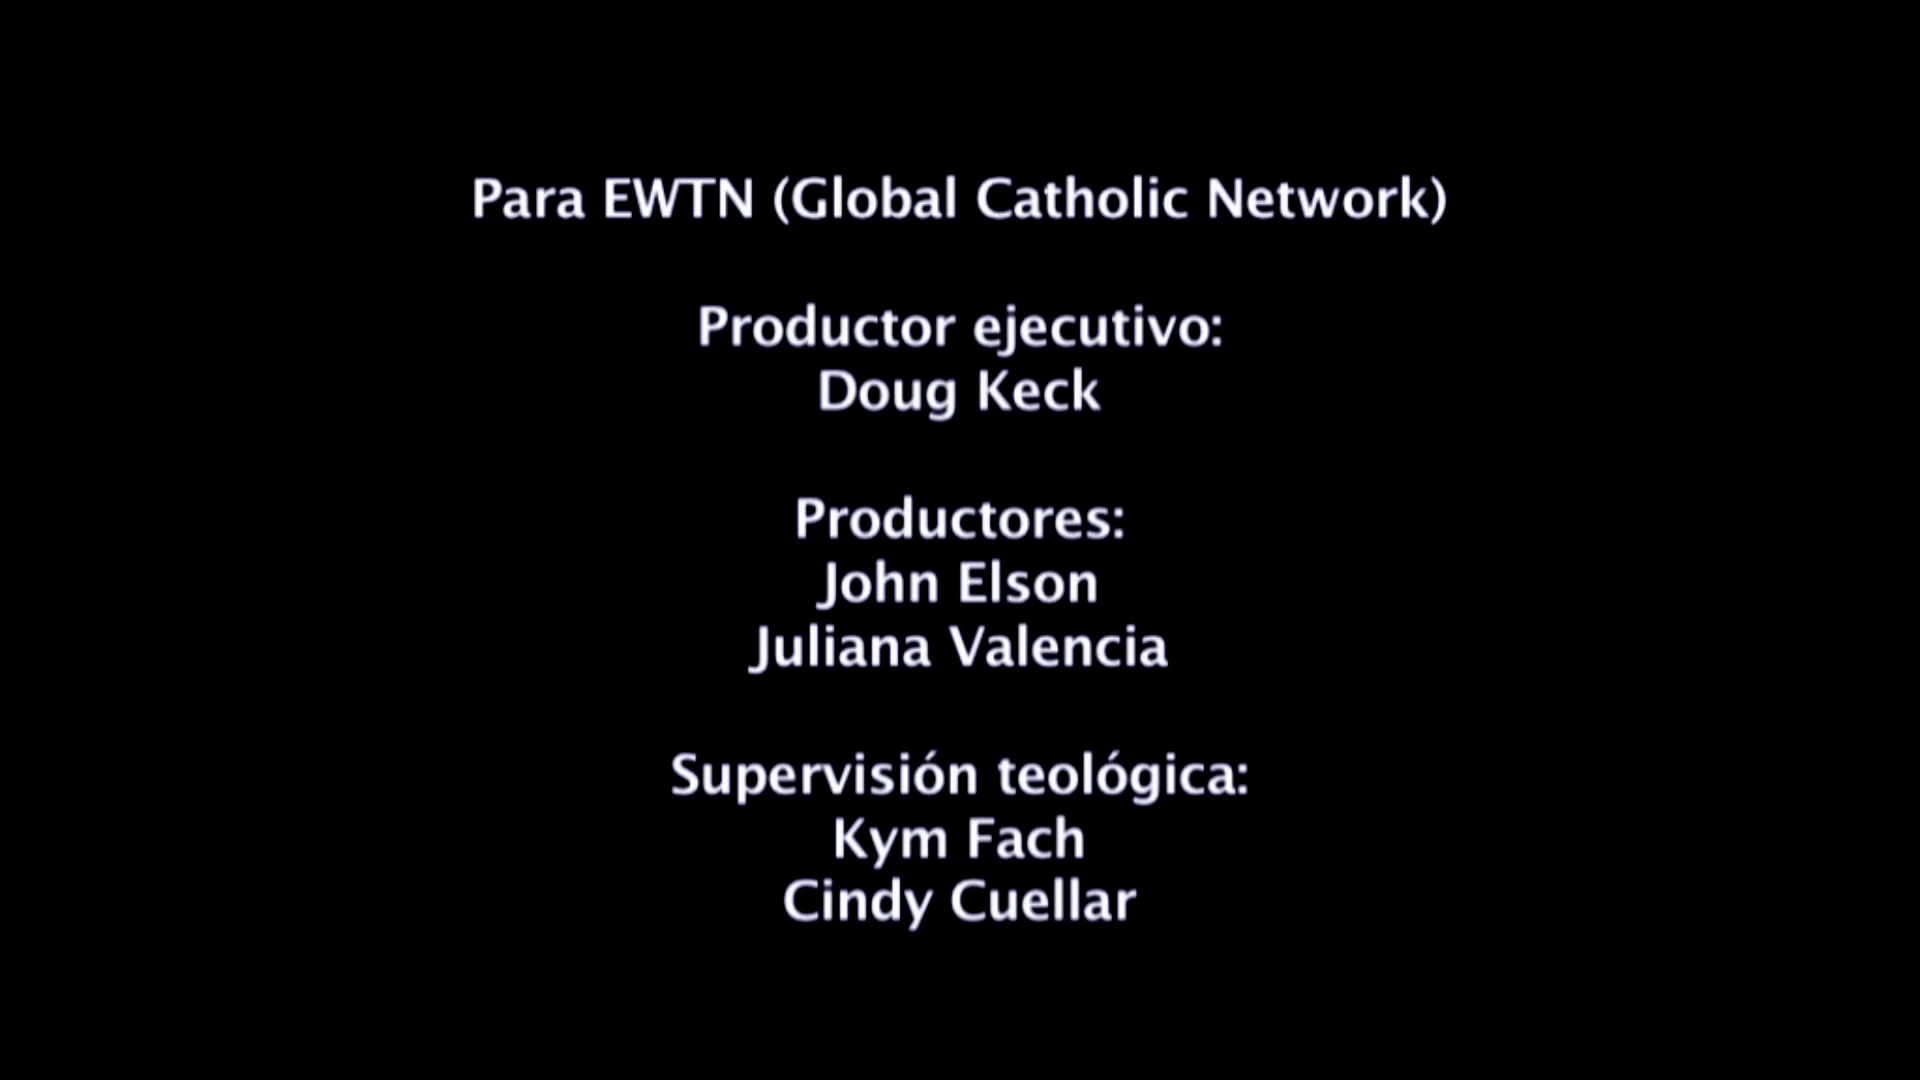 Para EWTN (Global Catholic Network)
Productor ejecutivo:
Doug Keck
Productores:
John Elson
Juliana Valencia
Supervisión teológica:
Kym Fach
Cindy Cuellar